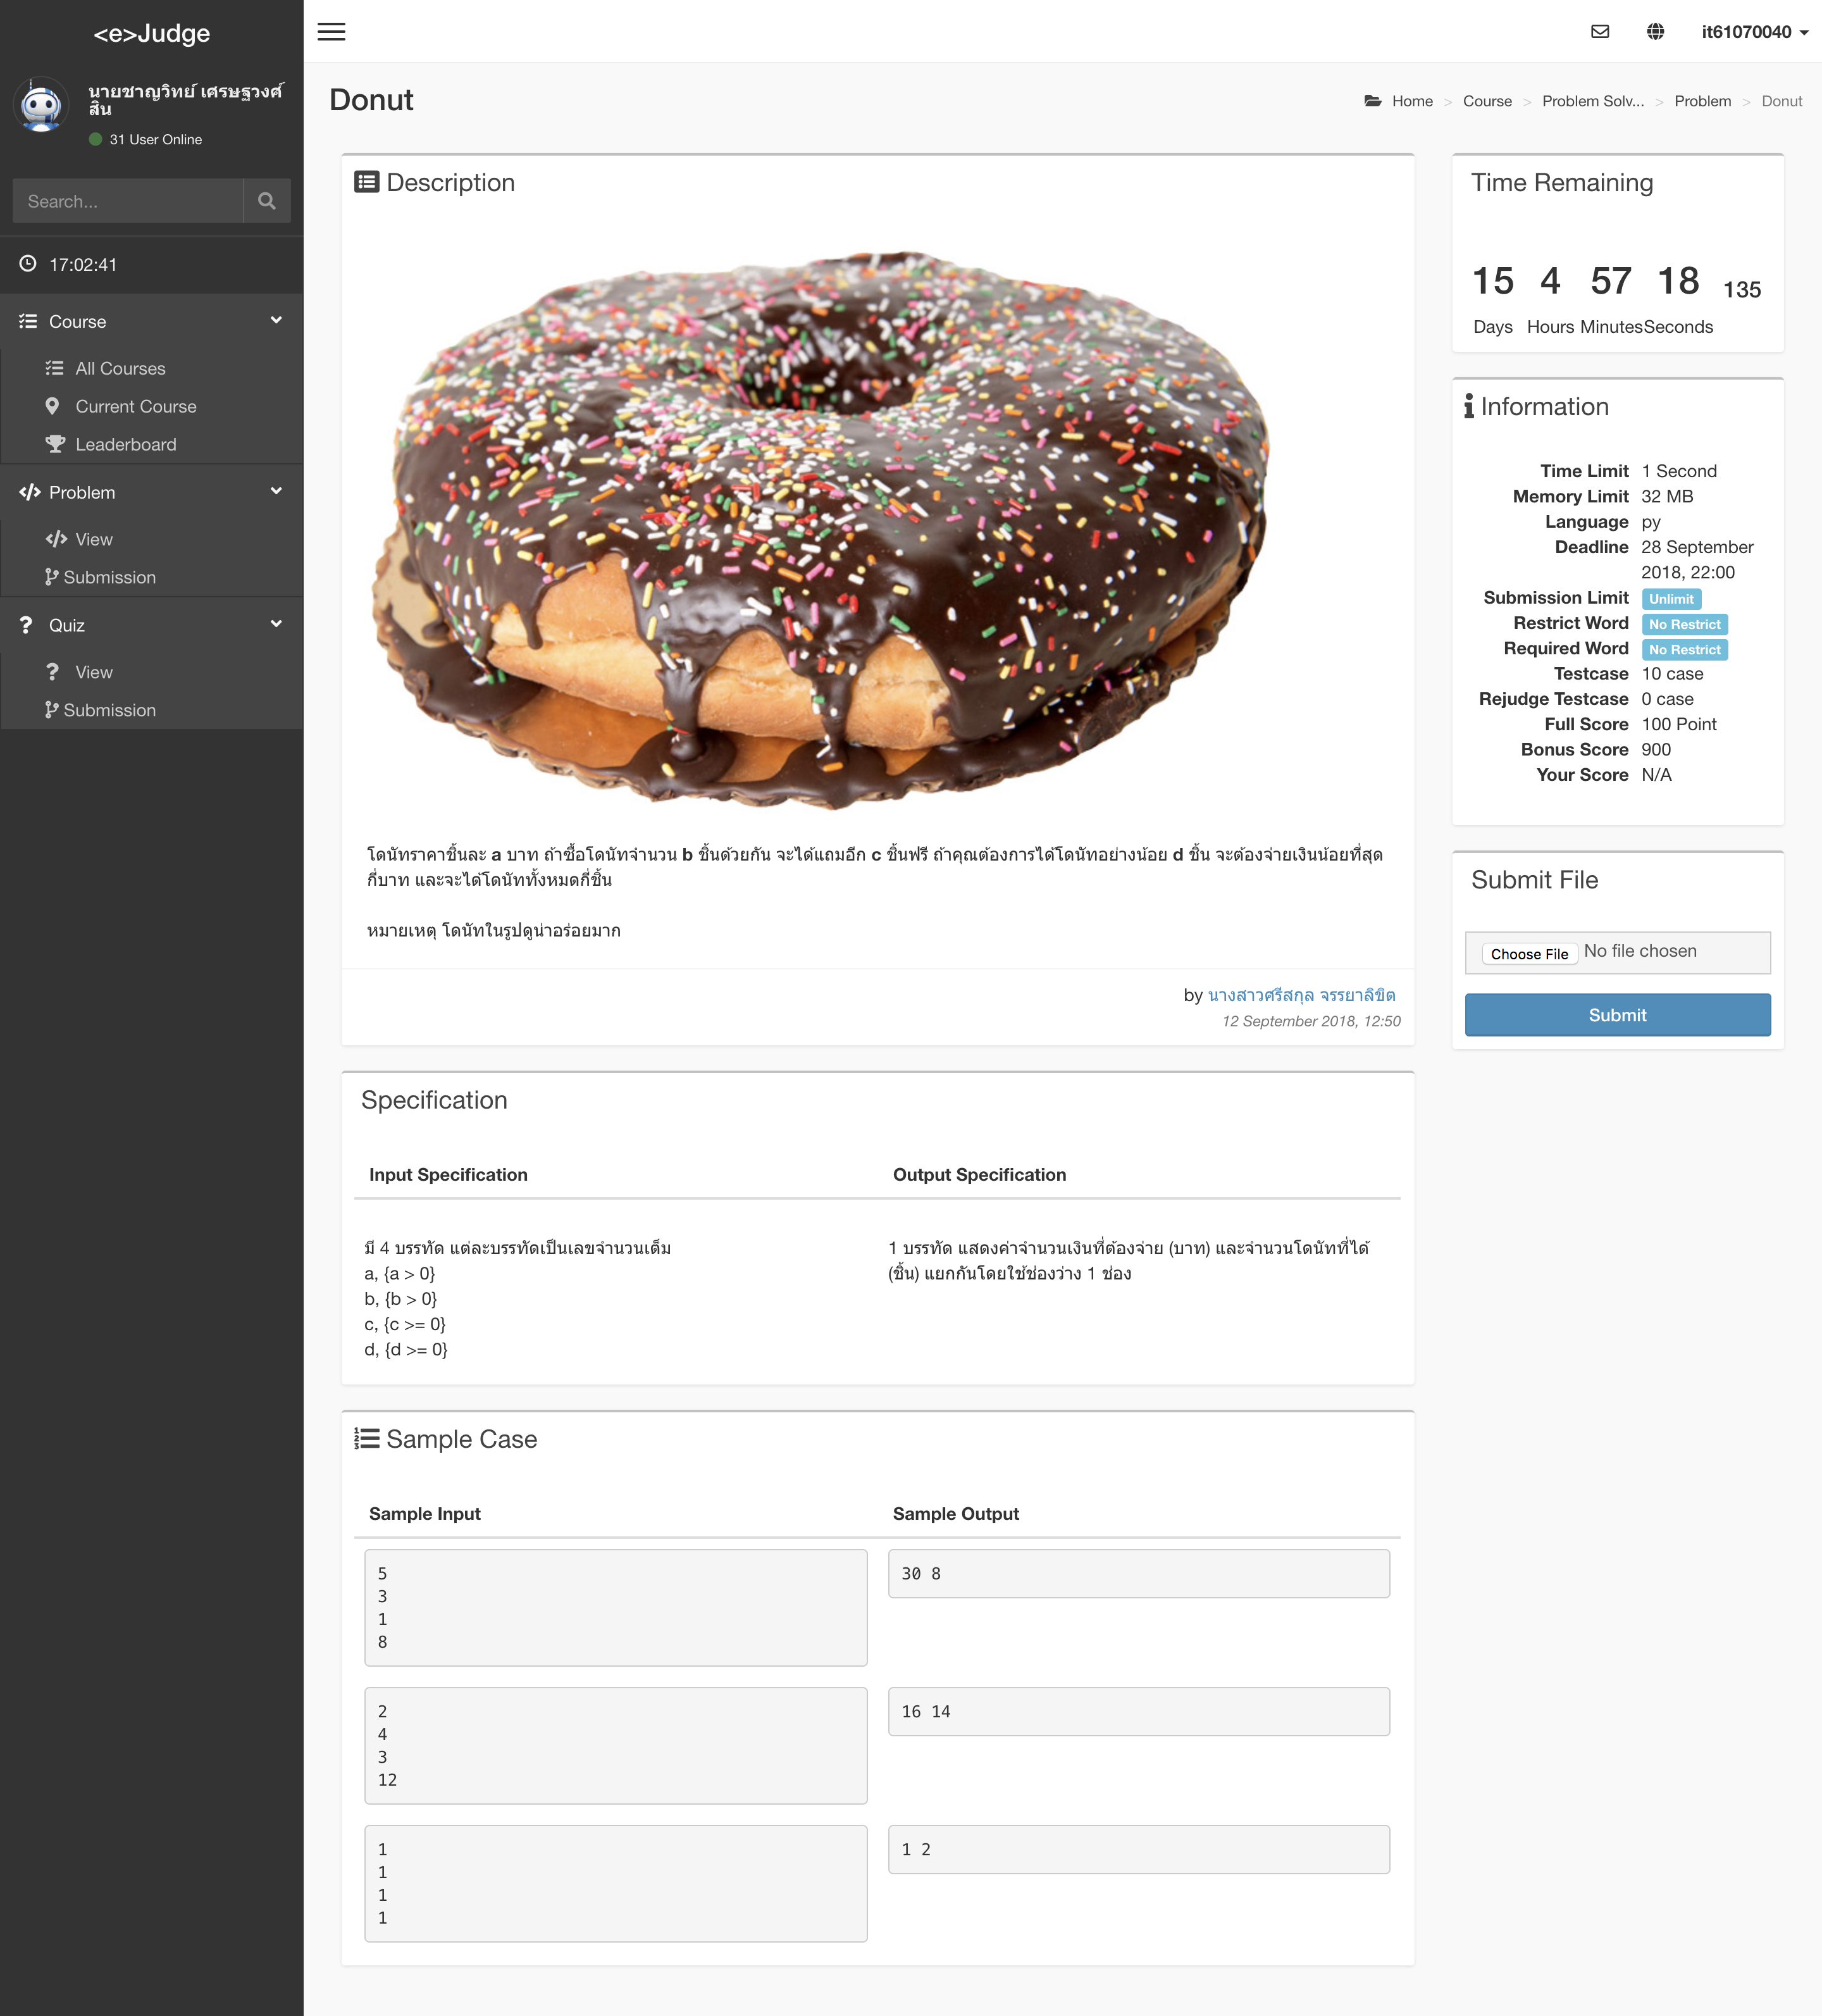 <e>Judge
นายชาญวิทย์ เศรษฐวงศ์
สิน
31 User Online
Search...
17:02:41
Course
All Courses
Current Course
Leaderboard
Problem
View
Submission
Quiz
View
Submission
it61070040
Donut
Home > Course > Problem Solv... > Problem > Donut
Description
โดนัทราคาชิ้นละ a บาท ถ้าซื้อโดนัทจำนวน b ชิ้นด้วยกัน จะได้แถมอีก c ชิ้นฟรี ถ้าคุณต้องการได้โดนัทอย่างน้อย d ชิ้น จะต้องจ่ายเงินน้อยที่สุด
กี่บาท และจะได้โดนัททั้งหมดกี่ชิ้น
หมายเหตุ โดนัทในรูปดูน่าอร่อยมาก
by นางสาวศรีสกุล จรรยาลิขิต
12 September 2018, 12:50
Specification
Input Specification
Output Specification
มี 4 บรรทัด แต่ละบรรทัดเป็นเลขจำนวนเต็ม
a, {a > 0}
b, {b > 0}
c, {c >= 0}
d, {d >= 0}
1 บรรทัด แสดงค่าจำนวนเงินที่ต้องจ่าย (บาท) และจำนวนโดนัทที่ได้
(ชิ้น) แยกกันโดยใช้ช่องว่าง 1 ช่อง
Sample Case
Sample Input
Sample Output
5
3
1
8
30 8
2
4
3
12
16 14
1
1
1
1
1 2
Time Remaining
15 4 57 18 135
Days Hours Minutes Seconds
Information
Time Limit 1 Second
Memory Limit 32 MB
Language py
Deadline 28 September
2018, 22:00
Submission Limit Unlimit
Restrict Word No Restrict
Required Word No Restrict
Testcase 10 case
Rejudge Testcase 0 case
Full Score 100 Point
Bonus Score 900
Your Score N/A
Submit File
Choose File No file chosen
Submit